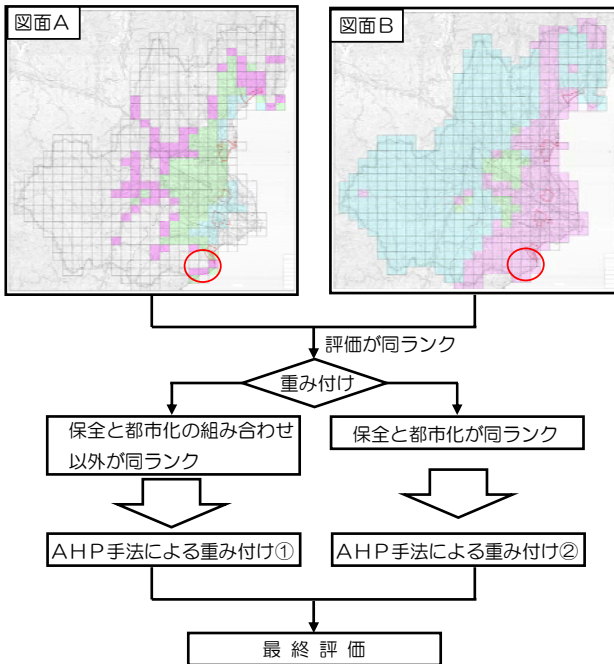 図面A
図面B
評価が同ランク
重み付け
保全と都市化の組み合わせ
以外が同ランク
保全と都市化が同ランク
AHP手法による重み付け①
AHP手法による重み付け②
最 終 評 価